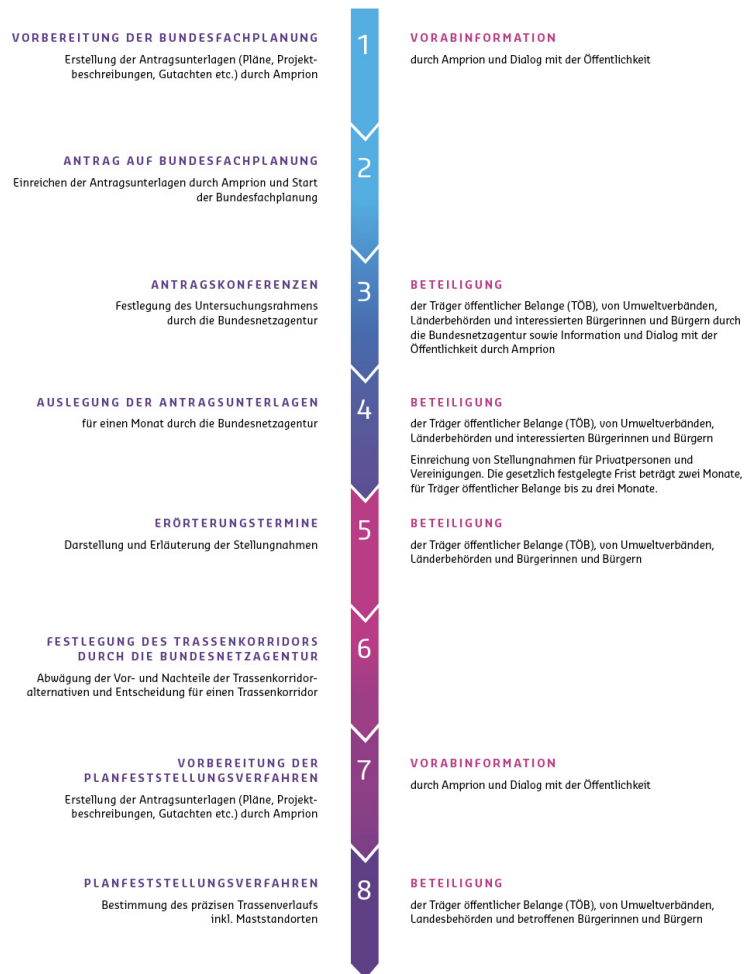 VORBEREITUNG DER BUNDESFACHPLANUNG
Erstellung der Antragsunterlagen (Pläne, Projekt-
beschreibungen, Gutachten etc.) durch Amprion
1
VORABINFORMATION
durch Amprion und Dialog mit der Öffentlichkeit
ANTRAG AUF BUNDESFACHPLANUNG
Einreichen der Antragsunterlagen durch Amprion und Start
der Bundesfachplanung
2
ANTRAGSKONFERENZEN
Festlegung des Untersuchungsrahmens
durch die Bundesnetzagentur
3
BETEILIGUNG
der Träger öffentlicher Belange (TÖB), von Umweltverbänden,
Länderbehörden und interessierten Bürgerinnen und Bürgern durch
die Bundesnetzagentur sowie Information und Dialog mit der
Öffentlichkeit durch Amprion
AUSLEGUNG DER ANTRAGSUNTERLAGEN
für einen Monat durch die Bundesnetzagentur
4
BETEILIGUNG
der Träger öffentlicher Belange (TÖB), von Umweltverbänden,
Länderbehörden und interessierten Bürgerinnen und Bürgern
Einreichung von Stellungnahmen für Privatpersonen und
Vereinigungen. Die gesetzlich festgelegte Frist beträgt zwei Monate,
für Träger öffentlicher Belange bis zu drei Monate.
ERÖRTERUNGSTERMINE
Darstellung und Erläuterung der Stellungnahmen
5
BETEILIGUNG
der Träger öffentlicher Belange (TÖB), von Umweltverbänden,
Länderbehörden und Bürgerinnen und Bürgern
FESTLEGUNG DES TRASSENKORRIDORS
DURCH DIE BUNDESNETZAGENTUR
Abwägung der Vor- und Nachteile der Trassenkorridor-
alternativen und Entscheidung für einen Trassenkorridor
6
VORBEREITUNG DER
PLANFESTSTELLUNGSVERFAHREN
Erstellung der Antragsunterlagen (Pläne, Projekt-
beschreibungen, Gutachten etc.) durch Amprion
7
VORABINFORMATION
durch Amprion und Dialog mit der Öffentlichkeit
PLANFESTSTELLUNGSVERFAHREN
Bestimmung des präzisen Trassenverlaufs
inkl. Maststandorten
8
BETEILIGUNG
der Träger öffentlicher Belange (TÖB), von Umweltverbänden,
Landesbehörden und betroffenen Bürgerinnen und Bürgern